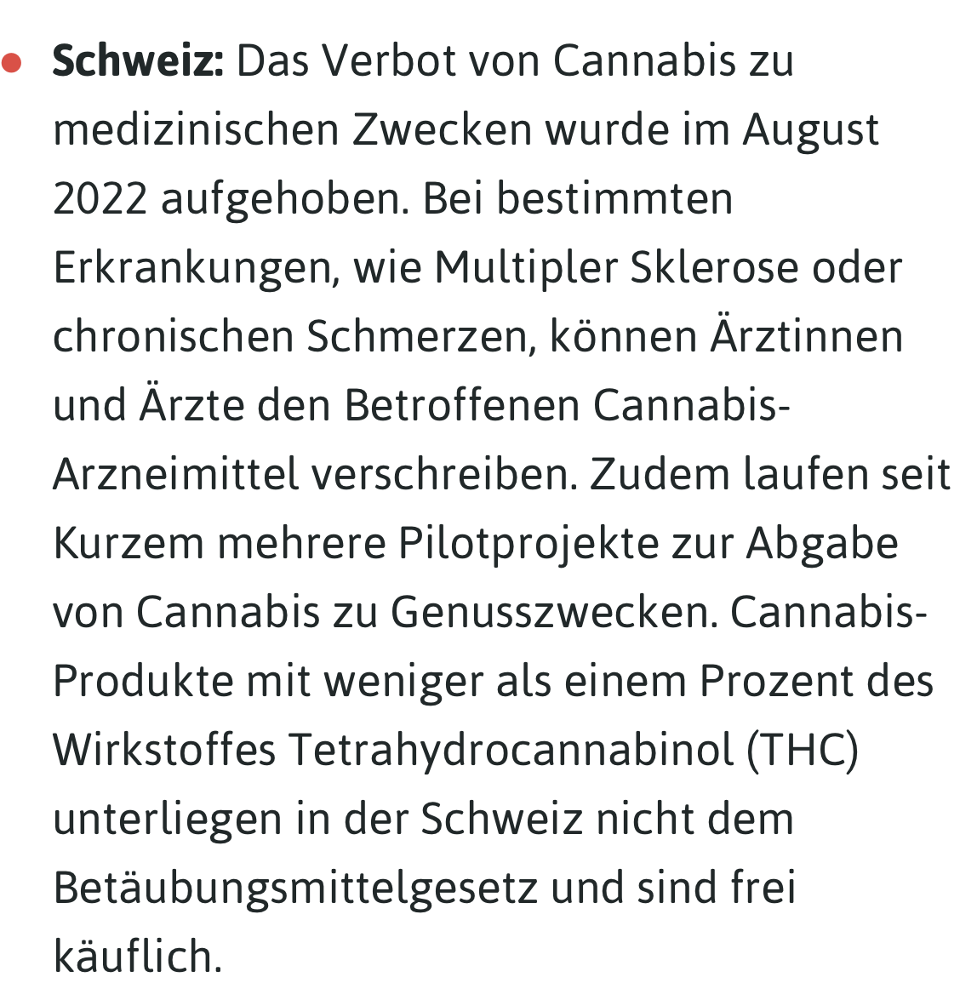 • Schweiz: Das Verbot von Cannabis zu
medizinischen Zwecken wurde im August
2022 aufgehoben. Bei bestimmten
Erkrankungen, wie Multipler Sklerose oder
chronischen Schmerzen, können Ärztinnen
und Ärzte den Betroffenen Cannabis-
Arzneimittel verschreiben. Zudem laufen seit
Kurzem mehrere Pilotprojekte zur Abgabe
von Cannabis zu Genusszwecken. Cannabis-
Produkte mit weniger als einem Prozent des
Wirkstoffes Tetrahydrocannabinol (THC)
unterliegen in der Schweiz nicht dem
Betäubungsmittelgesetz und sind frei
käuflich.